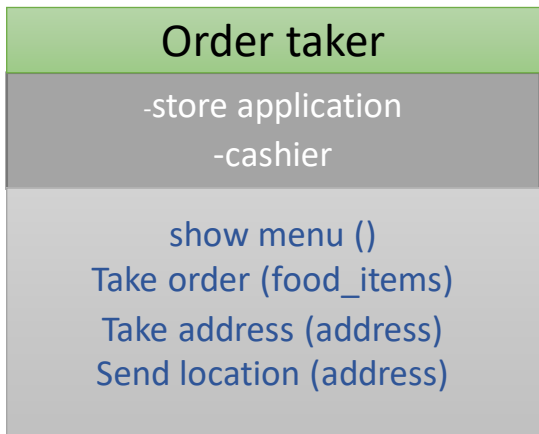 Order taker
-store application
-cashier
show menu ()
Take order (food_items)
Take address (address)
Send location (address)